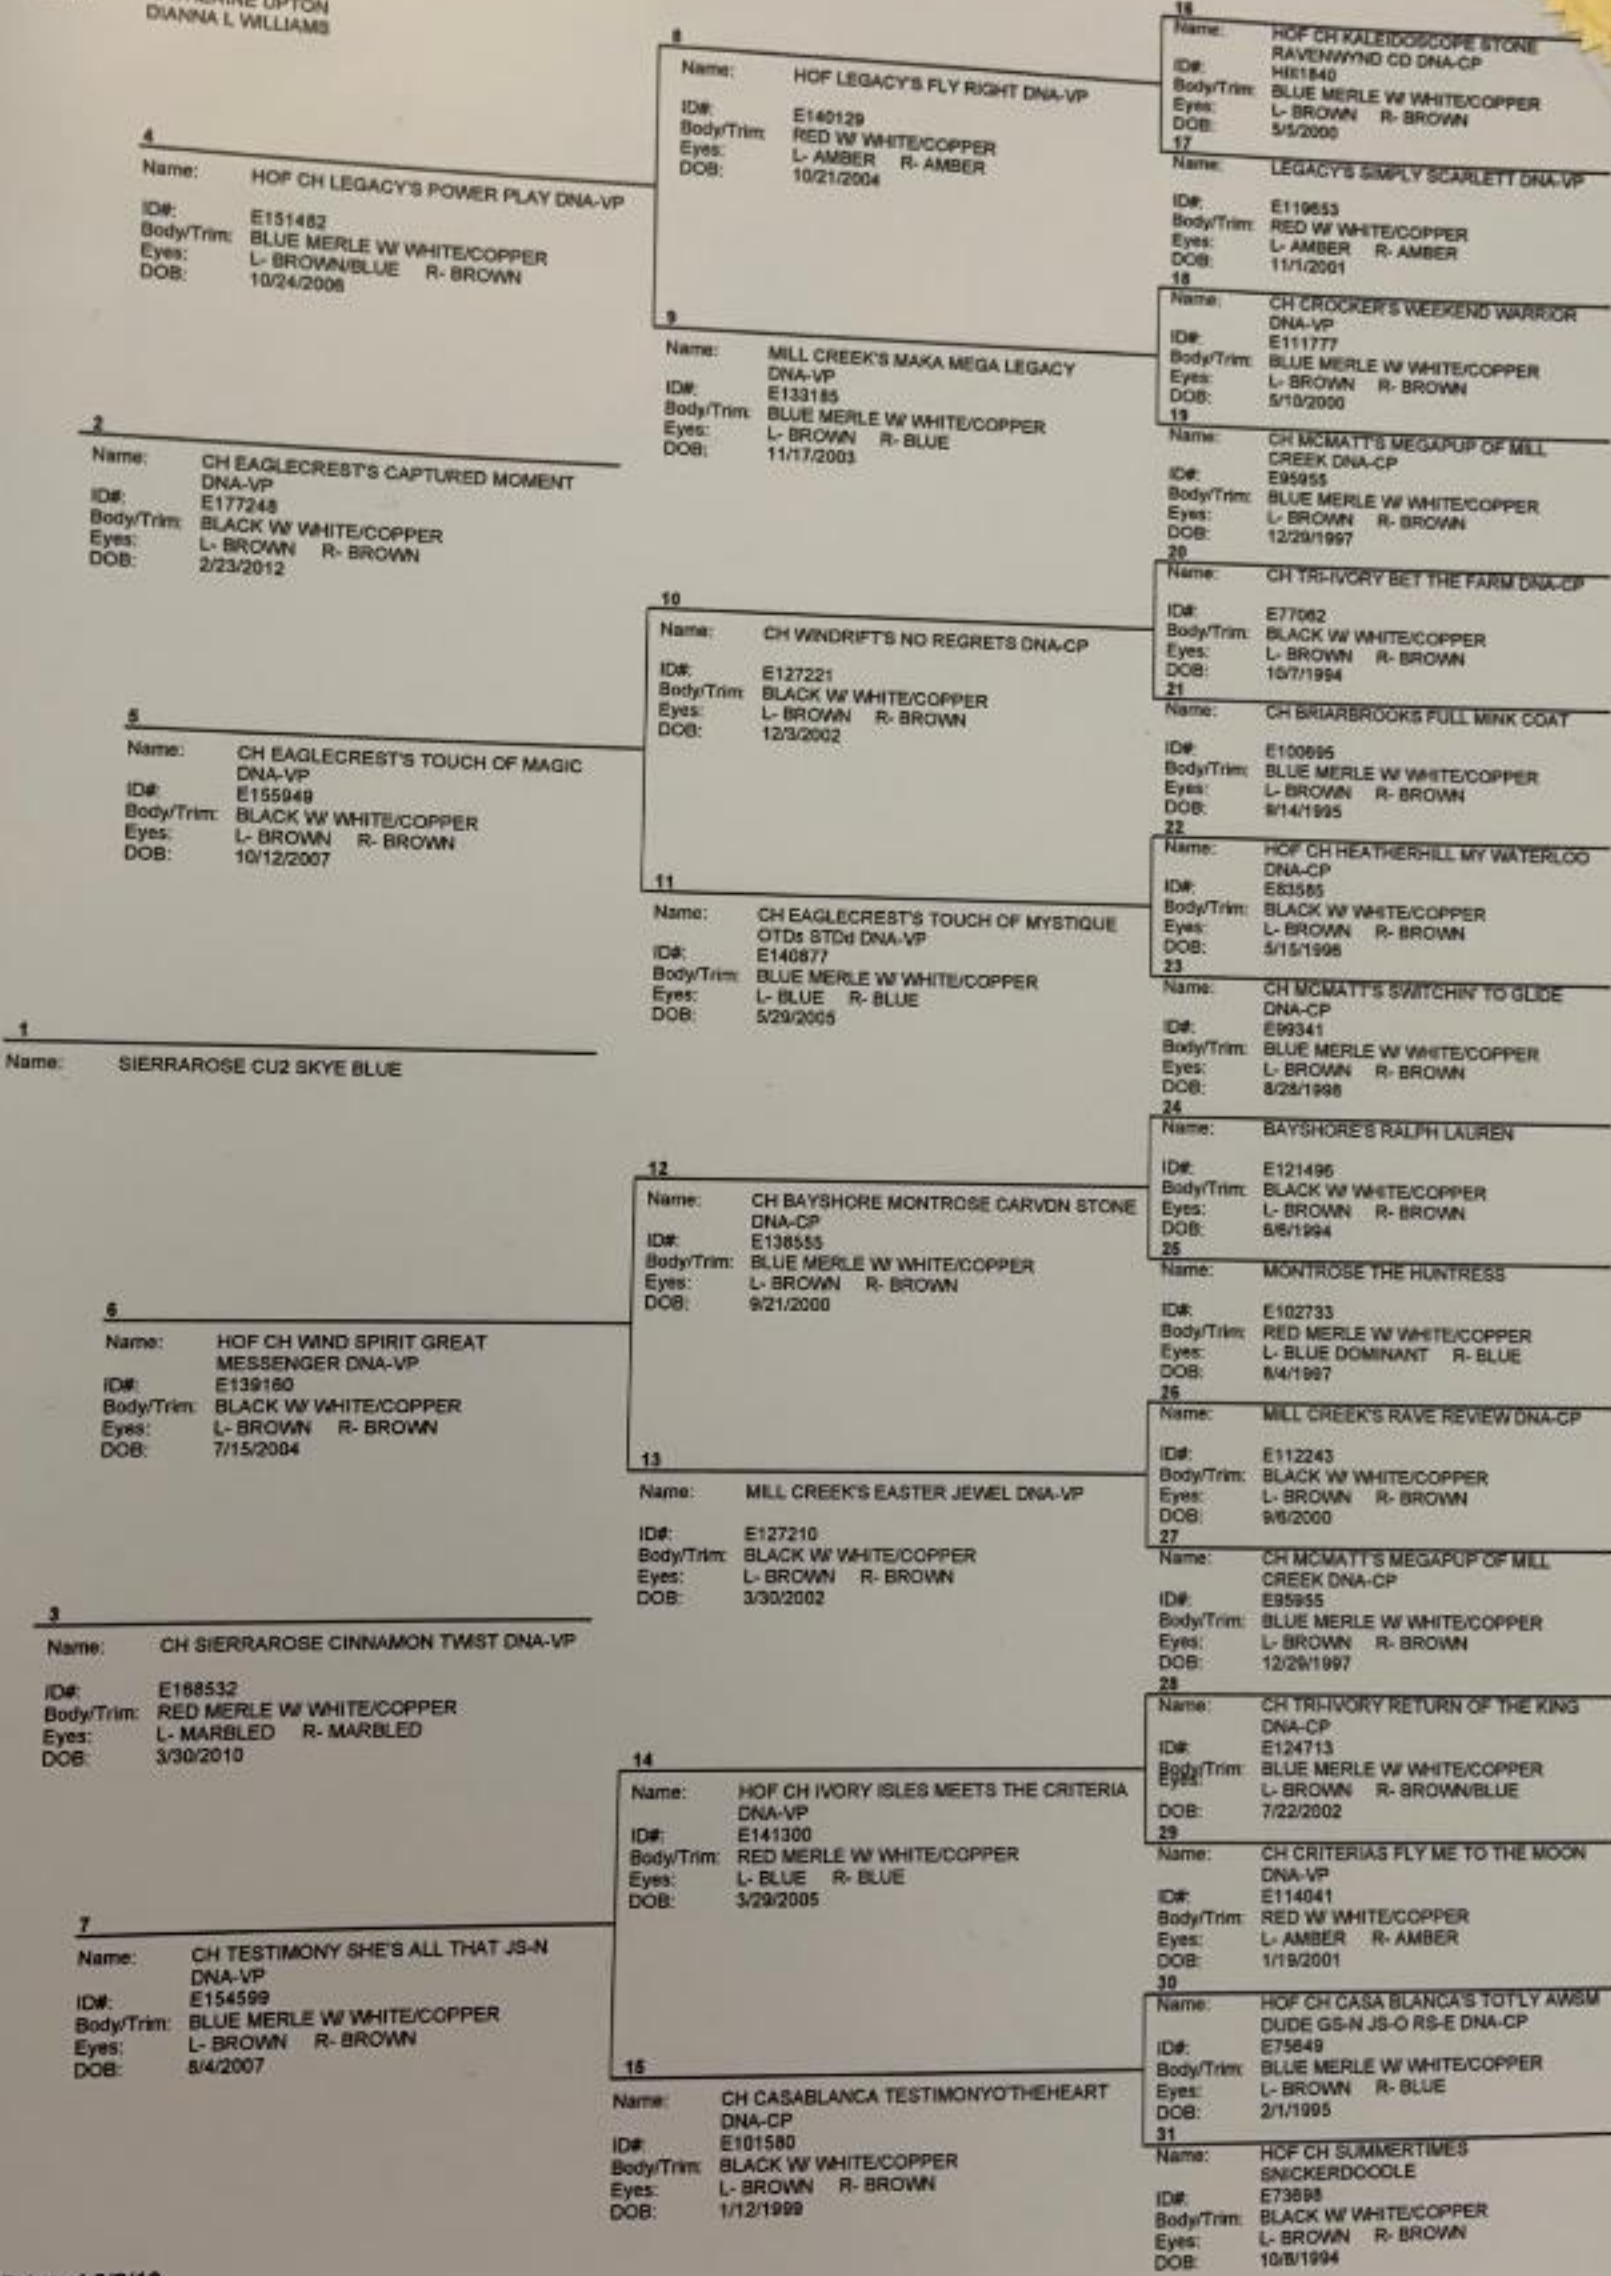 UPTON
DIANNA L WILLIAMS
4
Name: HOF CH LEGACY'S POWER PLAY DNA-VP
ID#: E151482
Body/Trim: BLUE MERLE W/ WHITE/COPPER
Eyes: L- BROWN/BLUE R- BROWN
DOB: 10/24/2006
2
Name: CH EAGLECREST'S CAPTURED MOMENT
DNA-VP
ID#: E177248
Body/Trim: BLACK W/ WHITE/COPPER
Eyes: L- BROWN R- BROWN
DOB: 2/23/2012
5
Name: CH EAGLECREST'S TOUCH OF MAGIC
DNA-VP
ID#: E155949
Body/Trim: BLACK W/ WHITE/COPPER
Eyes: L- BROWN R- BROWN
DOB: 10/12/2007
1
Name: SIERRAROSE CU2 SKYE BLUE
6
Name: HOF CH WIND SPIRIT GREAT
MESSENGER DNA-VP
ID#: E139160
Body/Trim: BLACK W/ WHITE/COPPER
Eyes: L- BROWN R- BROWN
DOB: 7/15/2004
3
Name: CH SIERRAROSE CINNAMON TWIST DNA-VP
ID#: E168532
Body/Trim: RED MERLE W/ WHITE/COPPER
Eyes: L- MARBLED R- MARBLED
DOB: 3/30/2010
7
Name: CH TESTIMONY SHE'S ALL THAT JS-N
DNA-VP
ID#: E154599
Body/Trim: BLUE MERLE W/ WHITE/COPPER
Eyes: L- BROWN R- BROWN
DOB: 8/4/2007
8
Name: HOF LEGACY'S FLY RIGHT DNA-VP
ID#: E140129
Body/Trim: RED W/ WHITE/COPPER
Eyes: L- AMBER R- AMBER
DOB: 10/21/2004
9
Name: MILL CREEK'S MAKA MEGA LEGACY
DNA-VP
ID#: E133185
Body/Trim: BLUE MERLE W/ WHITE/COPPER
Eyes: L- BROWN R- BLUE
DOB: 11/17/2003
10
Name: CH WINDRIFT'S NO REGRETS DNA-CP
ID#: E127221
Body/Trim: BLACK W/ WHITE/COPPER
Eyes: L- BROWN R- BROWN
DOB: 12/3/2002
11
Name: CH EAGLECREST'S TOUCH OF MYSTIQUE
OTDs STDd DNA-VP
ID#: E140877
Body/Trim: BLUE MERLE W/ WHITE/COPPER
Eyes: L- BLUE R- BLUE
DOB: 5/29/2005
12
Name: CH BAYSHORE MONTROSE CARVDN STONE
DNA-CP
ID#: E138555
Body/Trim: BLUE MERLE W/ WHITE/COPPER
Eyes: L- BROWN R- BROWN
DOB: 9/21/2000
13
Name: MILL CREEK'S EASTER JEWEL DNA-VP
ID#: E127210
Body/Trim: BLACK W/ WHITE/COPPER
Eyes: L- BROWN R- BROWN
DOB: 3/30/2002
14
Name: HOF CH IVORY ISLES MEETS THE CRITERIA
DNA-VP
ID#: E141300
Body/Trim: RED MERLE W/ WHITE/COPPER
Eyes: L- BLUE R- BLUE
DOB: 3/29/2005
15
Name: CH CASABLANCA TESTIMONYO'THEHEART
DNA-CP
ID#: E101580
Body/Trim: BLACK W/ WHITE/COPPER
Eyes: L- BROWN R- BROWN
DOB: 1/12/1999
16
Name: HOF CH KALEIDOSCOPE STONE
RAVENWYND CD DNA-CP
ID#: HIX1840
Body/Trim: BLUE MERLE W/ WHITE/COPPER
Eyes: L- BROWN R- BROWN
DOB: 5/5/2000
17
Name: LEGACY'S SIMPLY SCARLETT DNA-VP
ID#: E119653
Body/Trim: RED W/ WHITE/COPPER
Eyes: L- AMBER R- AMBER
DOB: 11/1/2001
18
Name: CH CROCKER'S WEEKEND WARRIOR
DNA-VP
ID#: E111777
Body/Trim: BLUE MERLE W/ WHITE/COPPER
Eyes: L- BROWN R- BROWN
DOB: 5/10/2000
19
Name: CH MCMATT'S MEGAPUP OF MILL
CREEK DNA-CP
ID#: E95955
Body/Trim: BLUE MERLE W/ WHITE/COPPER
Eyes: L- BROWN R- BROWN
DOB: 12/29/1997
20
Name: CH TRI-IVORY BET THE FARM DNA-CP
ID#: E77062
Body/Trim: BLACK W/ WHITE/COPPER
Eyes: L- BROWN R- BROWN
DOB: 10/7/1994
21
Name: CH BRIARBROOKS FULL MINK COAT
ID#: E100695
Body/Trim: BLUE MERLE W/ WHITE/COPPER
Eyes: L- BROWN R- BROWN
DOB: 9/14/1995
22
Name: HOF CH HEATHERHILL MY WATERLOO
DNA-CP
ID#: E83585
Body/Trim: BLACK W/ WHITE/COPPER
Eyes: L- BROWN R- BROWN
DOB: 5/15/1996
23
Name: CH MCMATT'S SWITCHIN' TO GLIDE
DNA-CP
ID#: E99341
Body/Trim: BLUE MERLE W/ WHITE/COPPER
Eyes: L- BROWN R- BROWN
DOB: 8/28/1998
24
Name: BAYSHORE'S RALPH LAUREN
ID#: E121496
Body/Trim: BLACK W/ WHITE/COPPER
Eyes: L- BROWN R- BROWN
DOB: 6/6/1994
25
Name: MONTROSE THE HUNTRESS
ID#: E102733
Body/Trim: RED MERLE W/ WHITE/COPPER
Eyes: L- BLUE DOMINANT R- BLUE
DOB: 8/4/1997
26
Name: MILL CREEK'S RAVE REVIEW DNA-CP
ID#: E112243
Body/Trim: BLACK W/ WHITE/COPPER
Eyes: L- BROWN R- BROWN
DOB: 9/6/2000
27
Name: CH MCMATT'S MEGAPUP OF MILL
CREEK DNA-CP
ID#: E95955
Body/Trim: BLUE MERLE W/ WHITE/COPPER
Eyes: L- BROWN R- BROWN
DOB: 12/29/1997
28
Name: CH TRI-IVORY RETURN OF THE KING
DNA-CP
ID#: E124713
Body/Trim: BLUE MERLE W/ WHITE/COPPER
Eyes: L- BROWN R- BROWN/BLUE
DOB: 7/22/2002
29
Name: CH CRITERIAS FLY ME TO THE MOON
DNA-VP
ID#: E114041
Body/Trim: RED W/ WHITE/COPPER
Eyes: L- AMBER R- AMBER
DOB: 1/19/2001
30
Name: HOF CH CASA BLANCA'S TOT'LY AWSM
DUDE GS-N JS-O RS-E DNA-CP
ID#: E75649
Body/Trim: BLUE MERLE W/ WHITE/COPPER
Eyes: L- BROWN R- BLUE
DOB: 2/1/1995
31
Name: HOF CH SUMMERTIMES
SNICKERDOODLE
ID#: E73698
Body/Trim: BLACK W/ WHITE/COPPER
Eyes: L- BROWN R- BROWN
DOB: 10/8/1994